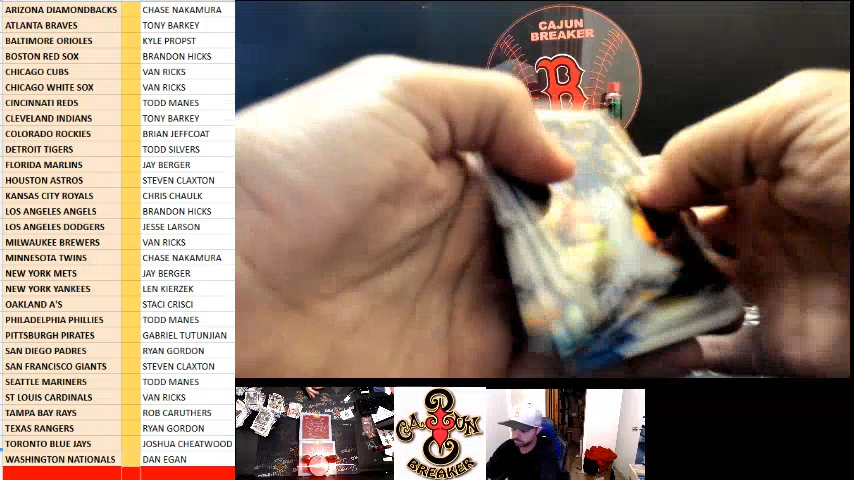 ARIZONA DIAMONDBACKS CHASE NAKAMURA
ATLANTA BRAVES TONY BARKEY
BALTIMORE ORIOLES KYLE PROPST
BOSTON RED SOX BRANDON HICKS
CHICAGO CUBS VAN RICKS
CHICAGO WHITE SOX VAN RICKS
CINCINNATI REDS TODD MANES
CLEVELAND INDIANS TONY BARKEY
COLORADO ROCKIES BRIAN JEFFCOAT
DETROIT TIGERS TODD SILVERS
FLORIDA MARLINS JAY BERGER
HOUSTON ASTROS STEVEN CLAXTON
KANSAS CITY ROYALS CHRIS CHAULK
LOS ANGELES ANGELS BRANDON HICKS
LOS ANGELES DODGERS JESSE LARSON
MILWAUKEE BREWERS VAN RICKS
MINNESOTA TWINS CHASE NAKAMURA
NEW YORK METS JAY BERGER
NEW YORK YANKEES LEN KIERZEK
OAKLAND A'S STACI CRISCI
PHILADELPHIA PHILLIES TODD MANES
PITTSBURGH PIRATES GABRIEL TUTUNJIAN
SAN DIEGO PADRES RYAN GORDON
SAN FRANCISCO GIANTS STEVEN CLAXTON
SEATTLE MARINERS TODD MANES
ST LOUIS CARDINALS VAN RICKS
TAMPA BAY RAYS ROB CARUTHERS
TEXAS RANGERS RYAN GORDON
TORONTO BLUE JAYS JOSHUA CHEATWOOD
WASHINGTON NATIONALS DAN EGAN
CAJUN
BREAKER
B
CAJUN
BREAKER